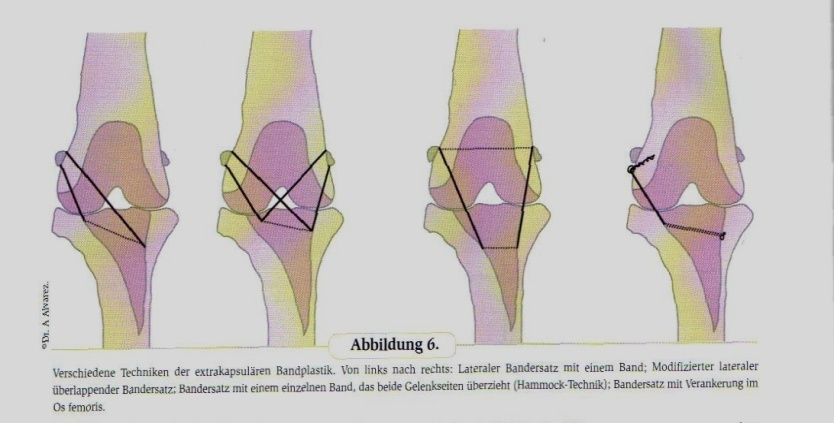 ©Dr. A Alvarez.
Abbildung 6.
Verschiedene Techniken der extrakapsulären Bandplastik. Von links nach rechts: Lateraler Bandersatz mit einem Band; Modifizierter lateraler
überlappender Bandersatz; Bandersatz mit einem einzelnen Band, das beide Gelenkseiten überzieht (Hammock-Technik); Bandersatz mit Verankerung im
Os femoris.